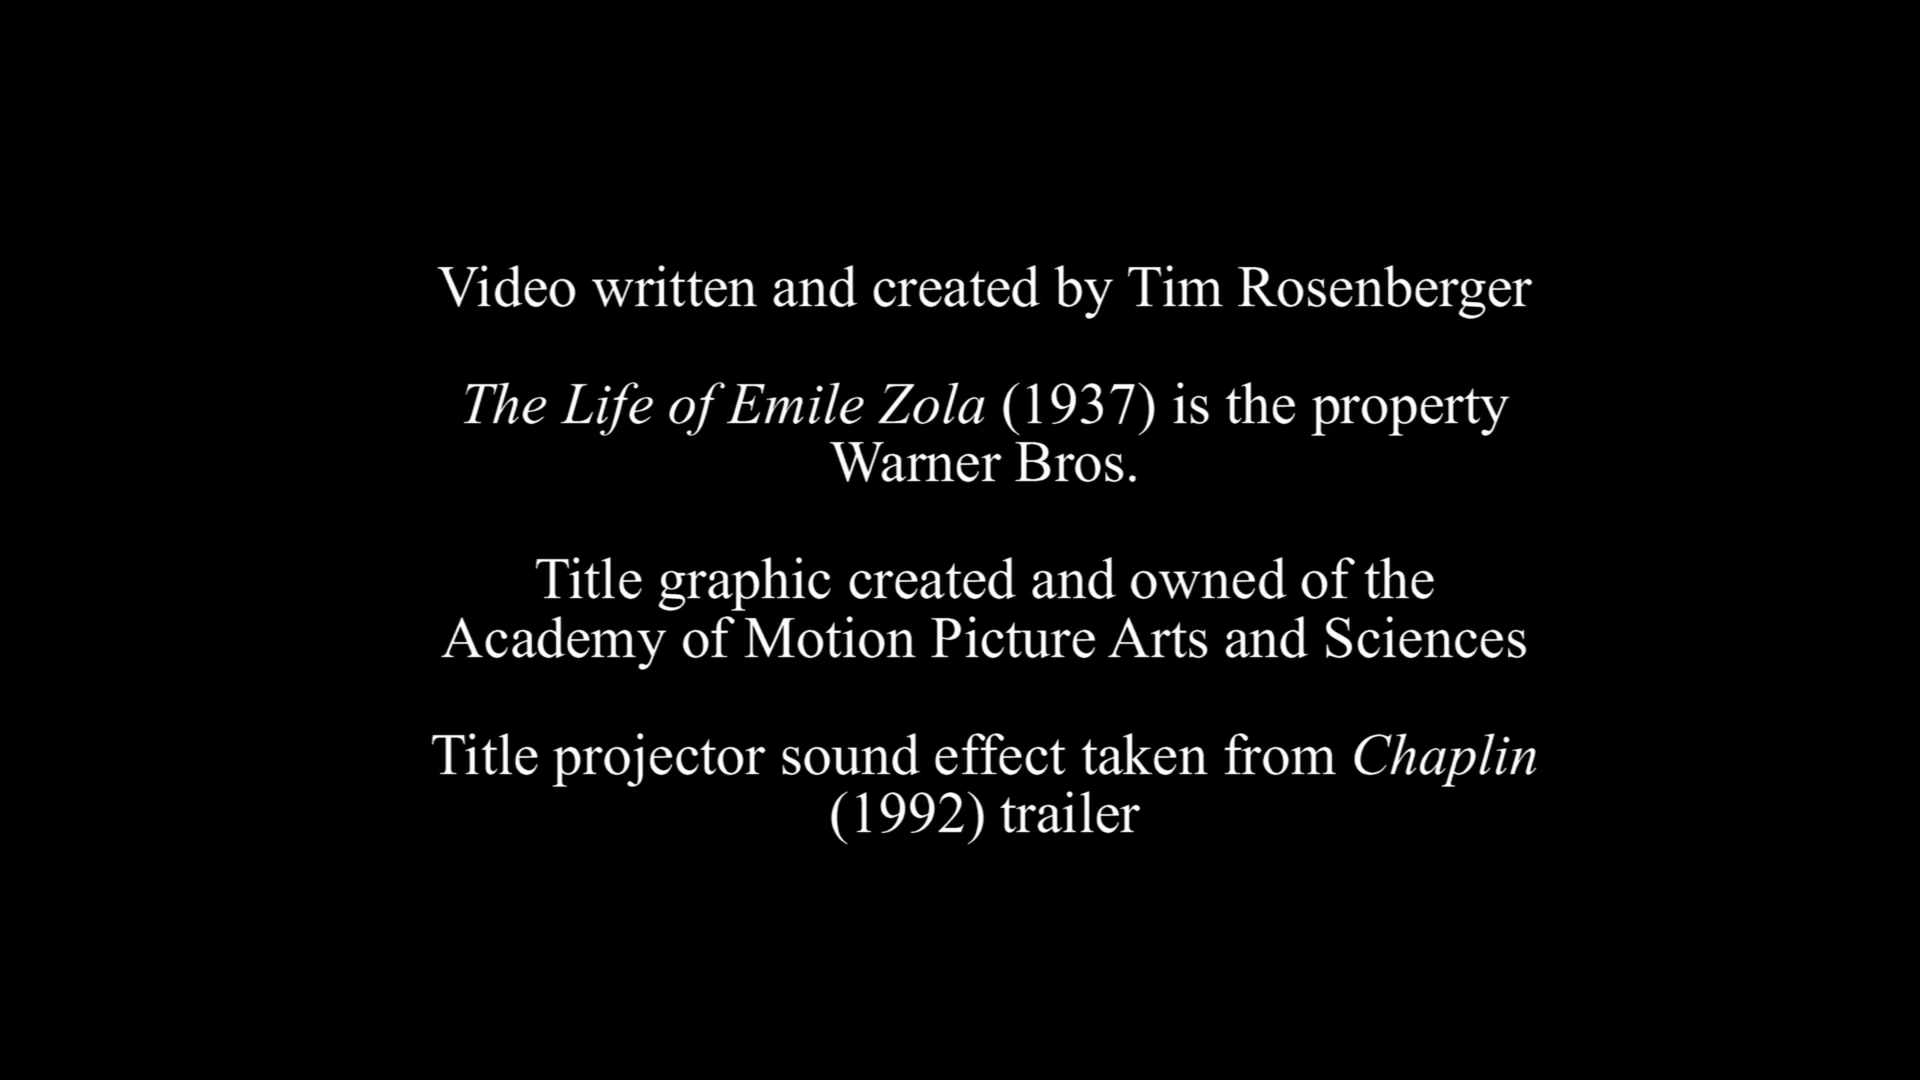 Video written and created by Tim Rosenberger
The Life of Emile Zola (1937) is the property
Warner Bros.
Title graphic created and owned of the
Academy of Motion Picture Arts and Sciences
Title projector sound effect taken from Chaplin
(1992) trailer